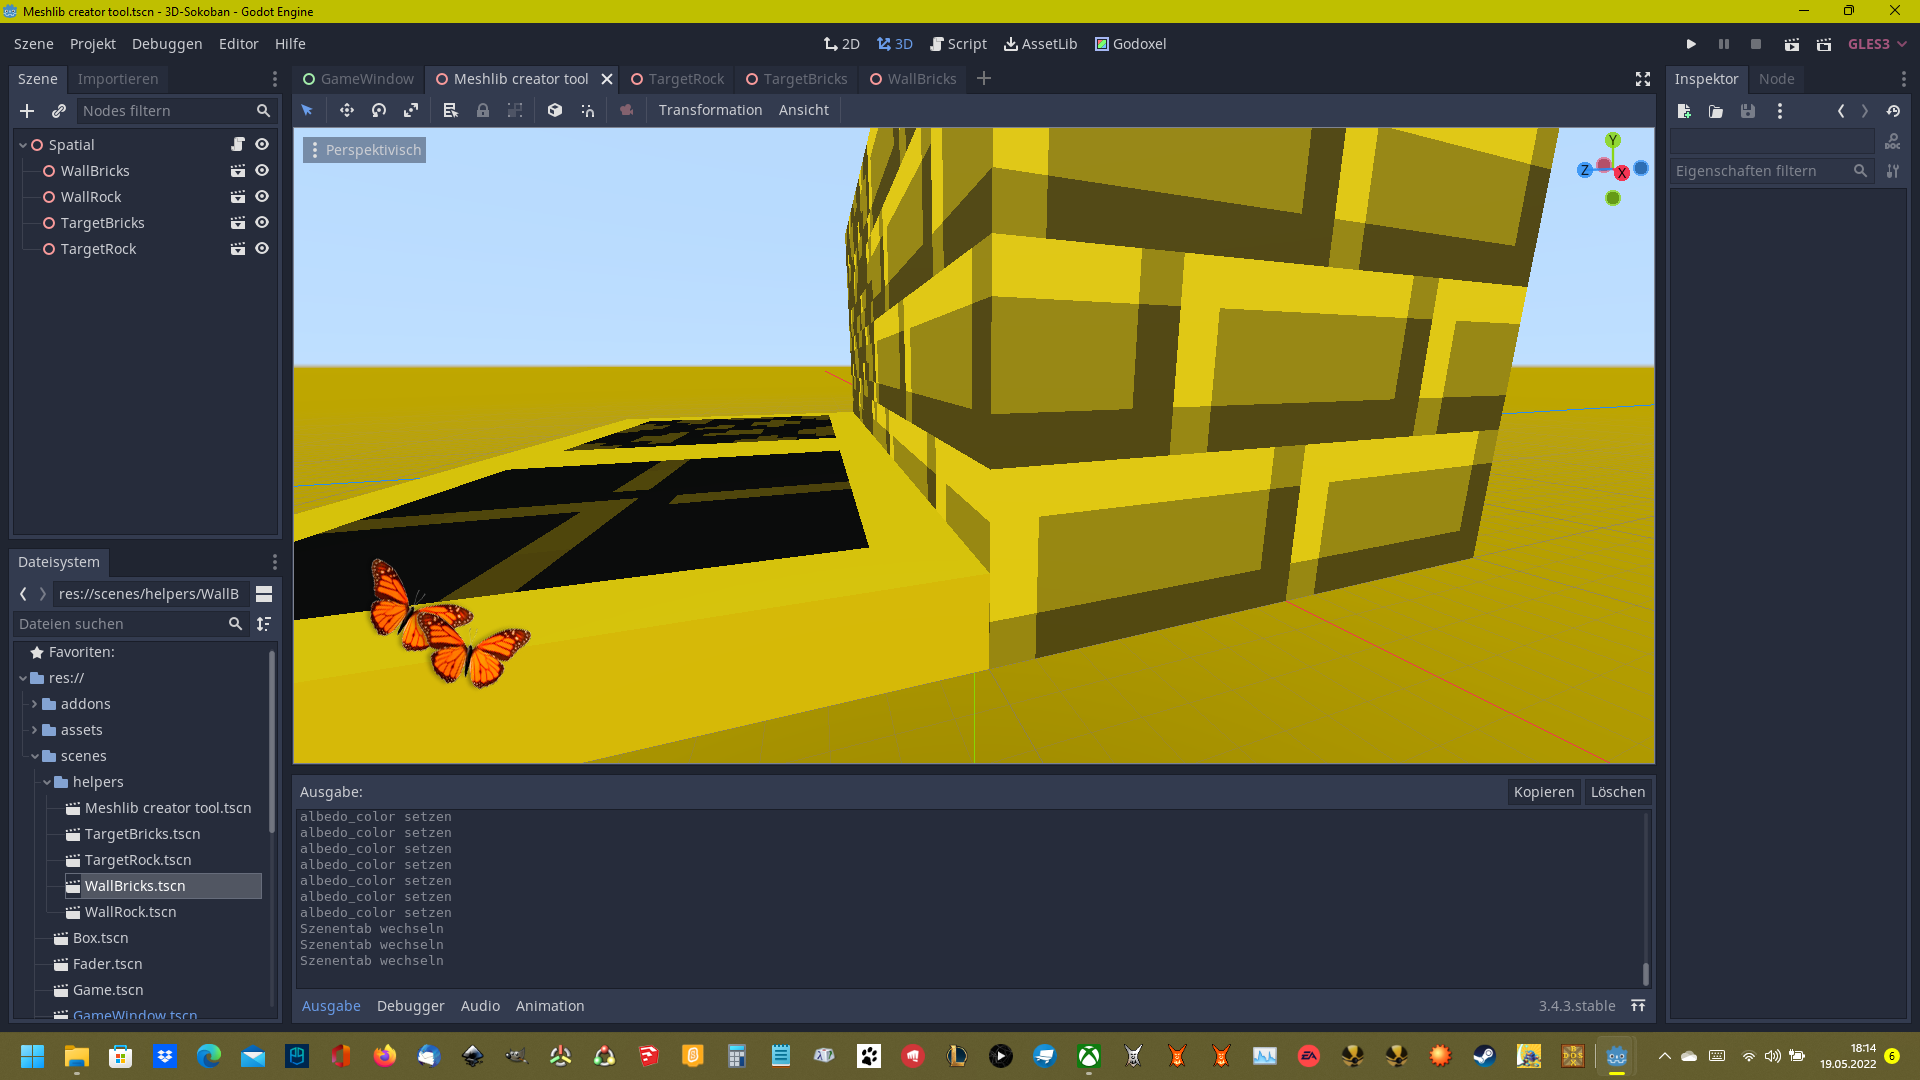 Meshlib creator tool.tscn - 3D-Sokoban - Godot Engine
Szene Projekt Debuggen Editor Hilfe
2D 3D Script AssetLib Godoxel
GLES3
Szene Importieren
GameWindow Meshlib creator tool TargetRock TargetBricks WallBricks
Inspektor Node
Nodes filtern
Transformation Ansicht
Spatial
WallBricks
WallRock
TargetBricks
TargetRock
Perspektivisch
Y
Z
X
DOC
Eigenschaften filtern
Dateisystem
res://scenes/helpers/WallB
Dateien suchen
Favoriten:
res://
addons
assets
scenes
helpers
Meshlib creator tool.tscn
TargetBricks.tscn
TargetRock.tscn
WallBricks.tscn
WallRock.tscn
Box.tscn
Fader.tscn
Game.tscn
GameWindow.tscn
Ausgabe:
Kopieren Löschen
albedo_color setzen
albedo_color setzen
albedo_color setzen
albedo_color setzen
albedo_color setzen
albedo_color setzen
albedo_color setzen
Szenentab wechseln
Szenentab wechseln
Szenentab wechseln
Ausgabe Debugger Audio Animation
3.4.3.stable
EA
DOS
18:14
19.05.2022
6